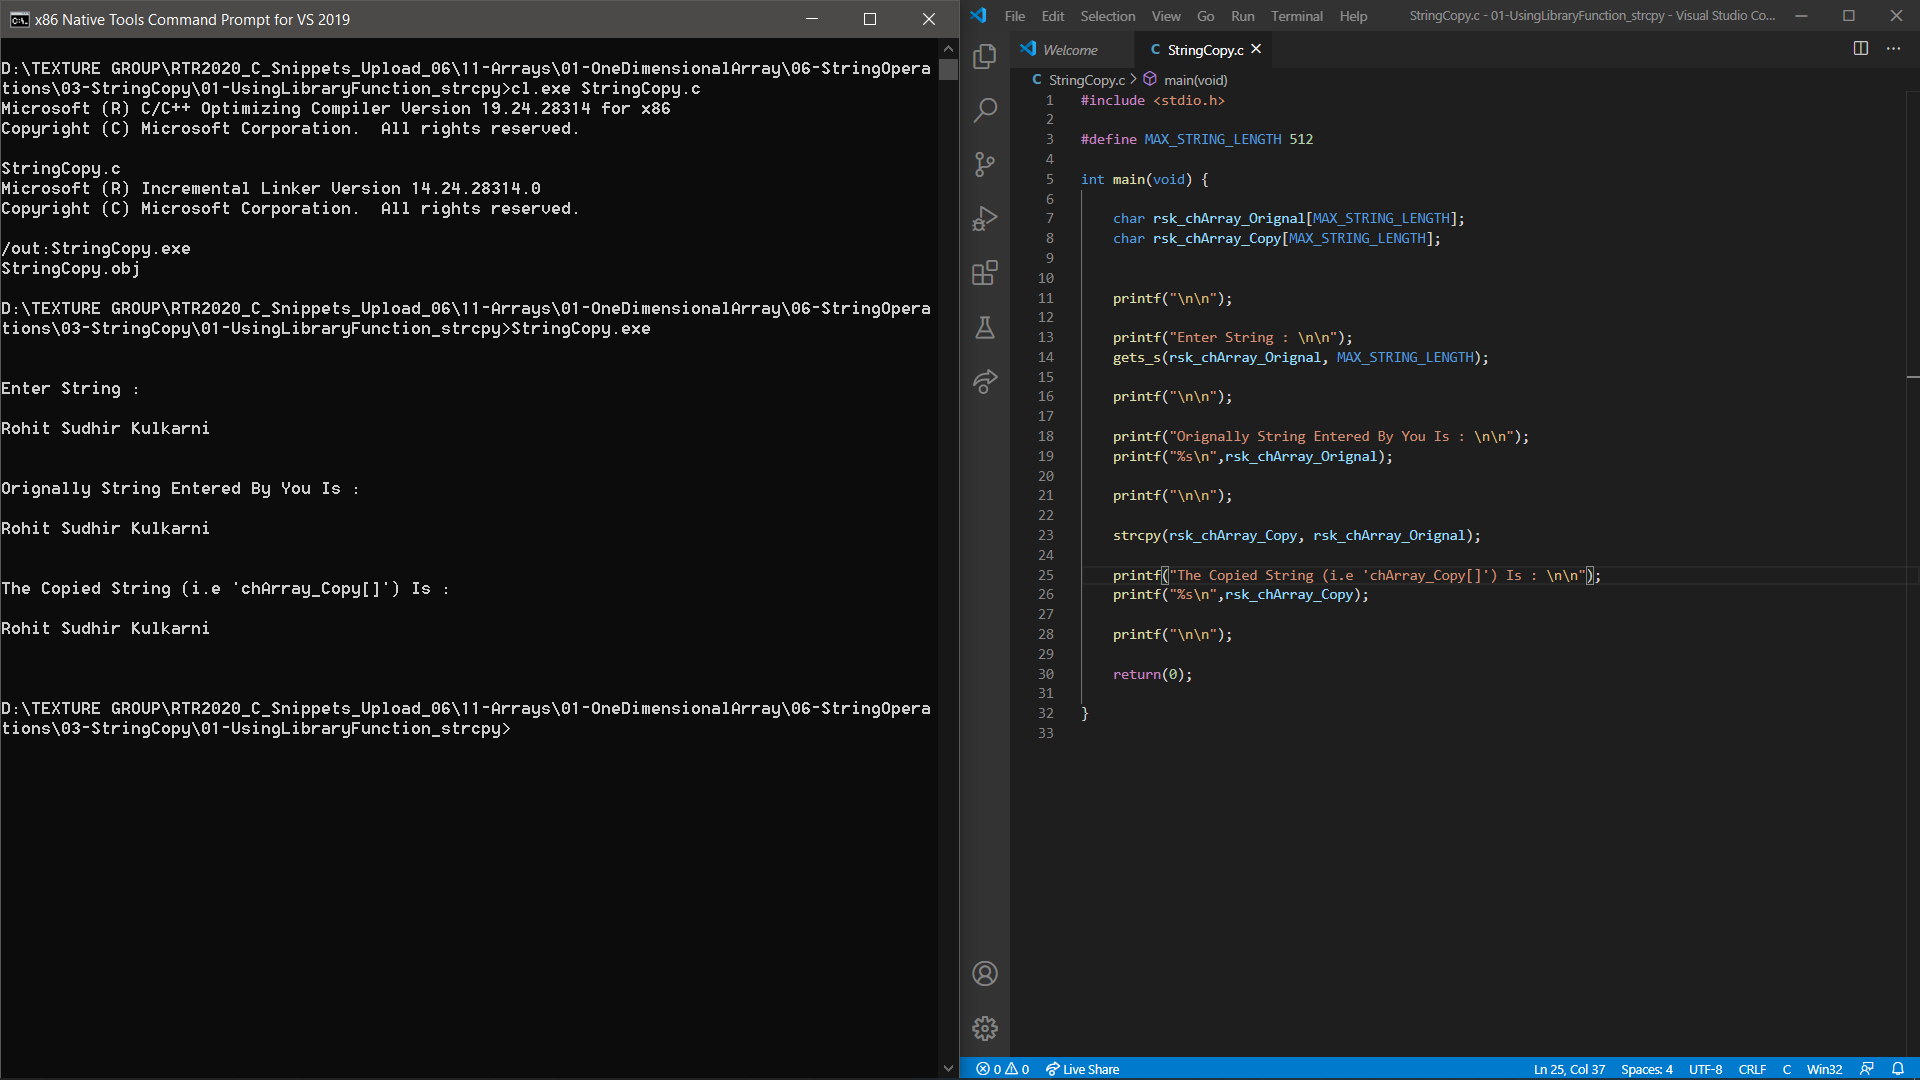 x86 Native Tools Command Prompt for VS 2019
D:\TEXTURE GROUP\RTR2020_C_Snippets_Upload_06\11-Arrays\01-OneDimensionalArray\06-StringOpera
tions\03-StringCopy\01-UsingLibraryFunction_strcpy>cl.exe StringCopy.c
Microsoft (R) C/C++ Optimizing Compiler Version 19.24.28314 for x86
Copyright (C) Microsoft Corporation.  All rights reserved.
StringCopy.c
Microsoft (R) Incremental Linker Version 14.24.28314.0
Copyright (C) Microsoft Corporation.  All rights reserved.
/out:StringCopy.exe
StringCopy.obj
D:\TEXTURE GROUP\RTR2020_C_Snippets_Upload_06\11-Arrays\01-OneDimensionalArray\06-StringOpera
tions\03-StringCopy\01-UsingLibraryFunction_strcpy>StringCopy.exe
Enter String :
Rohit Sudhir Kulkarni
Orignally String Entered By You Is :
Rohit Sudhir Kulkarni
The Copied String (i.e 'chArray_Copy[]') Is :
Rohit Sudhir Kulkarni
D:\TEXTURE GROUP\RTR2020_C_Snippets_Upload_06\11-Arrays\01-OneDimensionalArray\06-StringOpera
tions\03-StringCopy\01-UsingLibraryFunction_strcpy>
File Edit Selection View Go Run Terminal Help StringCopy.c - 01-UsingLibraryFunction_strcpy - Visual Studio Co...
Welcome C StringCopy.c
C StringCopy.c > main(void)
1 #include <stdio.h>
2
3 #define MAX_STRING_LENGTH 512
4
5 int main(void) {
6
7 char rsk_chArray_Orignal[MAX_STRING_LENGTH];
8 char rsk_chArray_Copy[MAX_STRING_LENGTH];
9
10
11 printf("\n\n");
12
13 printf("Enter String : \n\n");
14 gets_s(rsk_chArray_Orignal, MAX_STRING_LENGTH);
15
16 printf("\n\n");
17
18 printf("Orignally String Entered By You Is : \n\n");
19 printf("%s\n",rsk_chArray_Orignal);
20
21 printf("\n\n");
22
23 strcpy(rsk_chArray_Copy, rsk_chArray_Orignal);
24
25 printf("The Copied String (i.e 'chArray_Copy[]') Is : \n\n");
26 printf("%s\n",rsk_chArray_Copy);
27
28 printf("\n\n");
29
30 return(0);
31
32 }
33
0 0 Live Share Ln 25, Col 37 Spaces: 4 UTF-8 CRLF C Win32